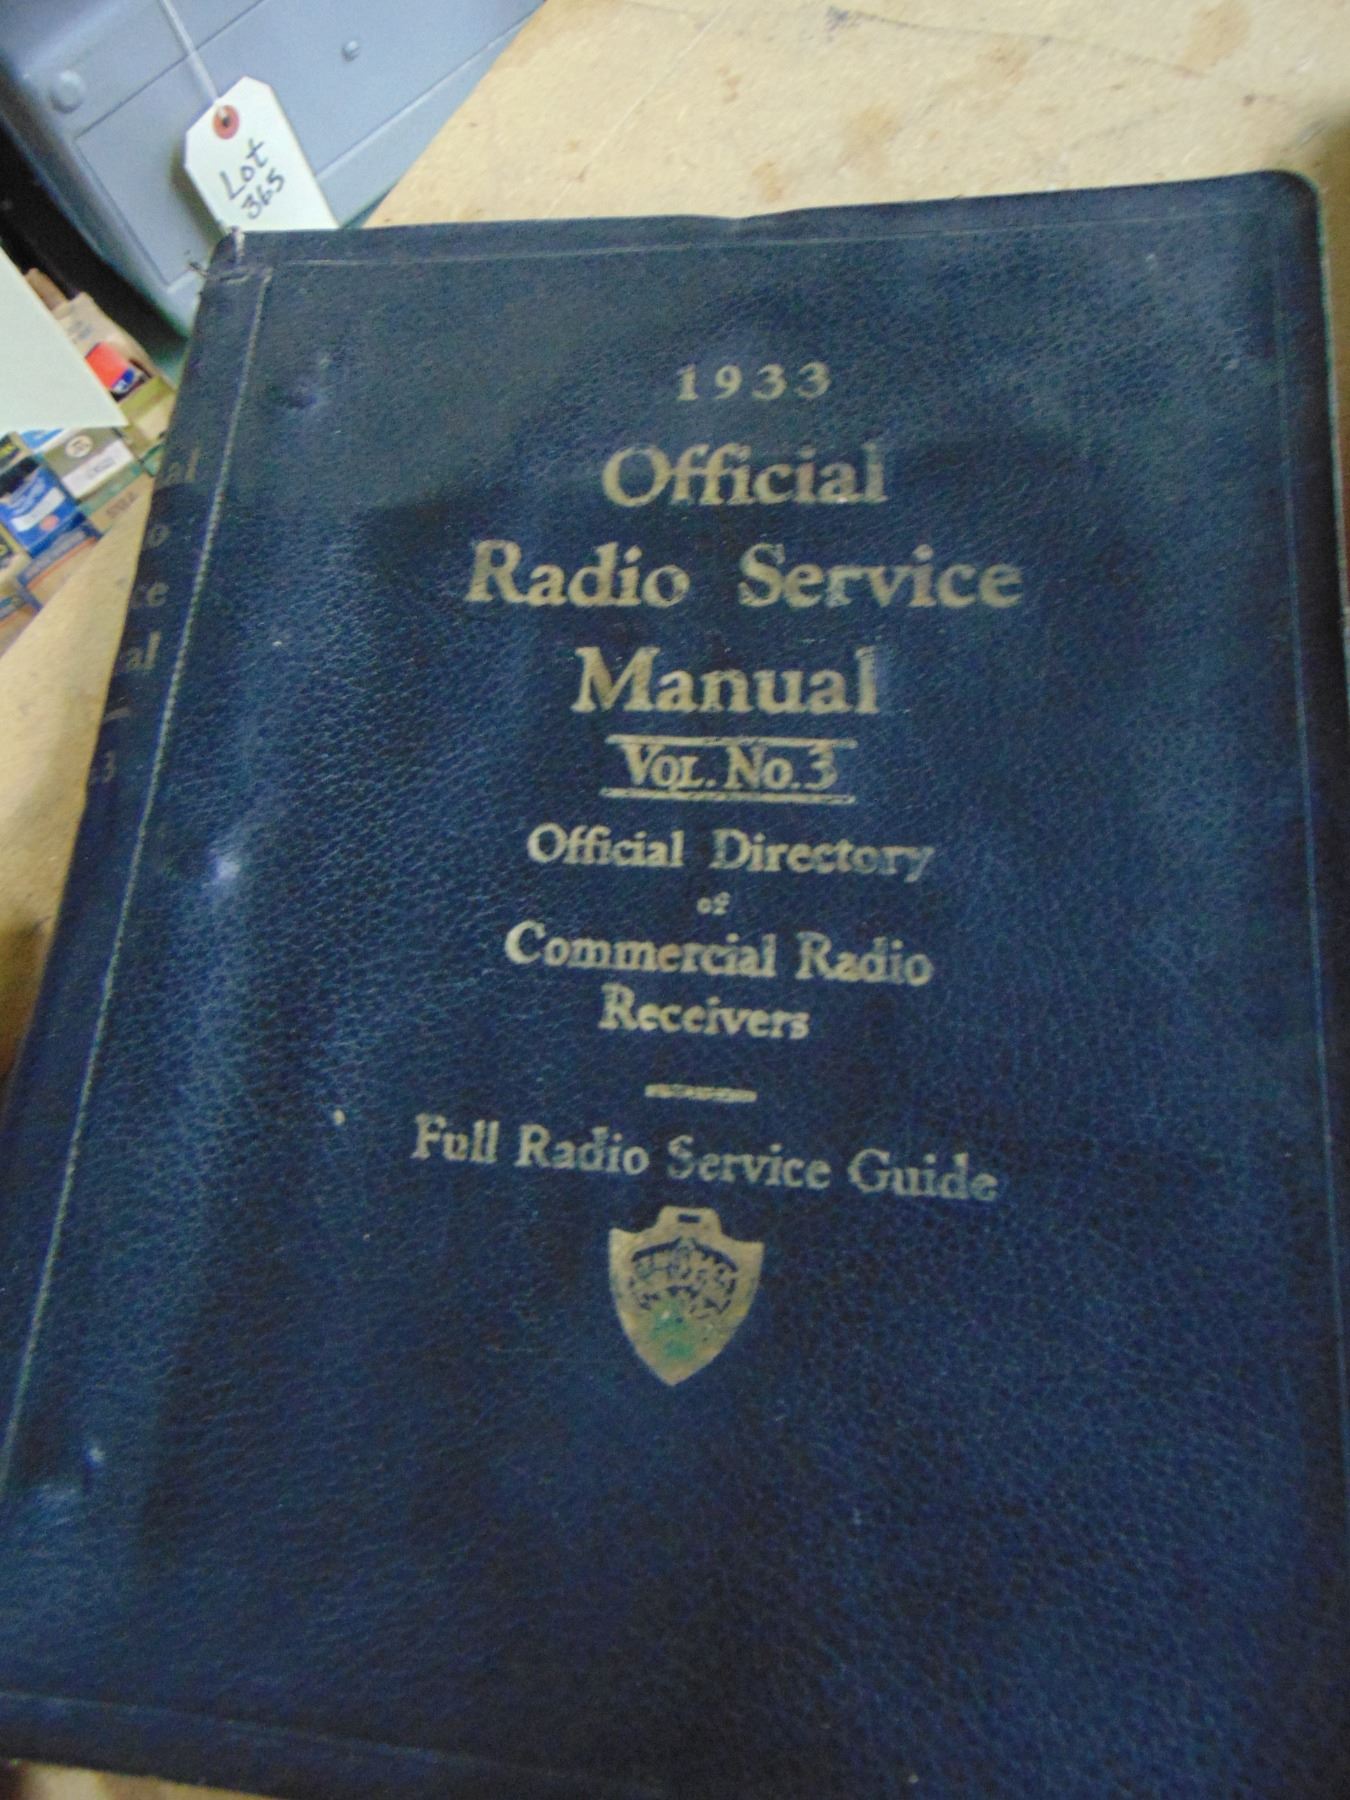 Lot
365
1933
Official
Radio Service
Manual
VOL. No. 3
Official Directory
of
Commercial Radio
Receivers
Full Radio Service Guide